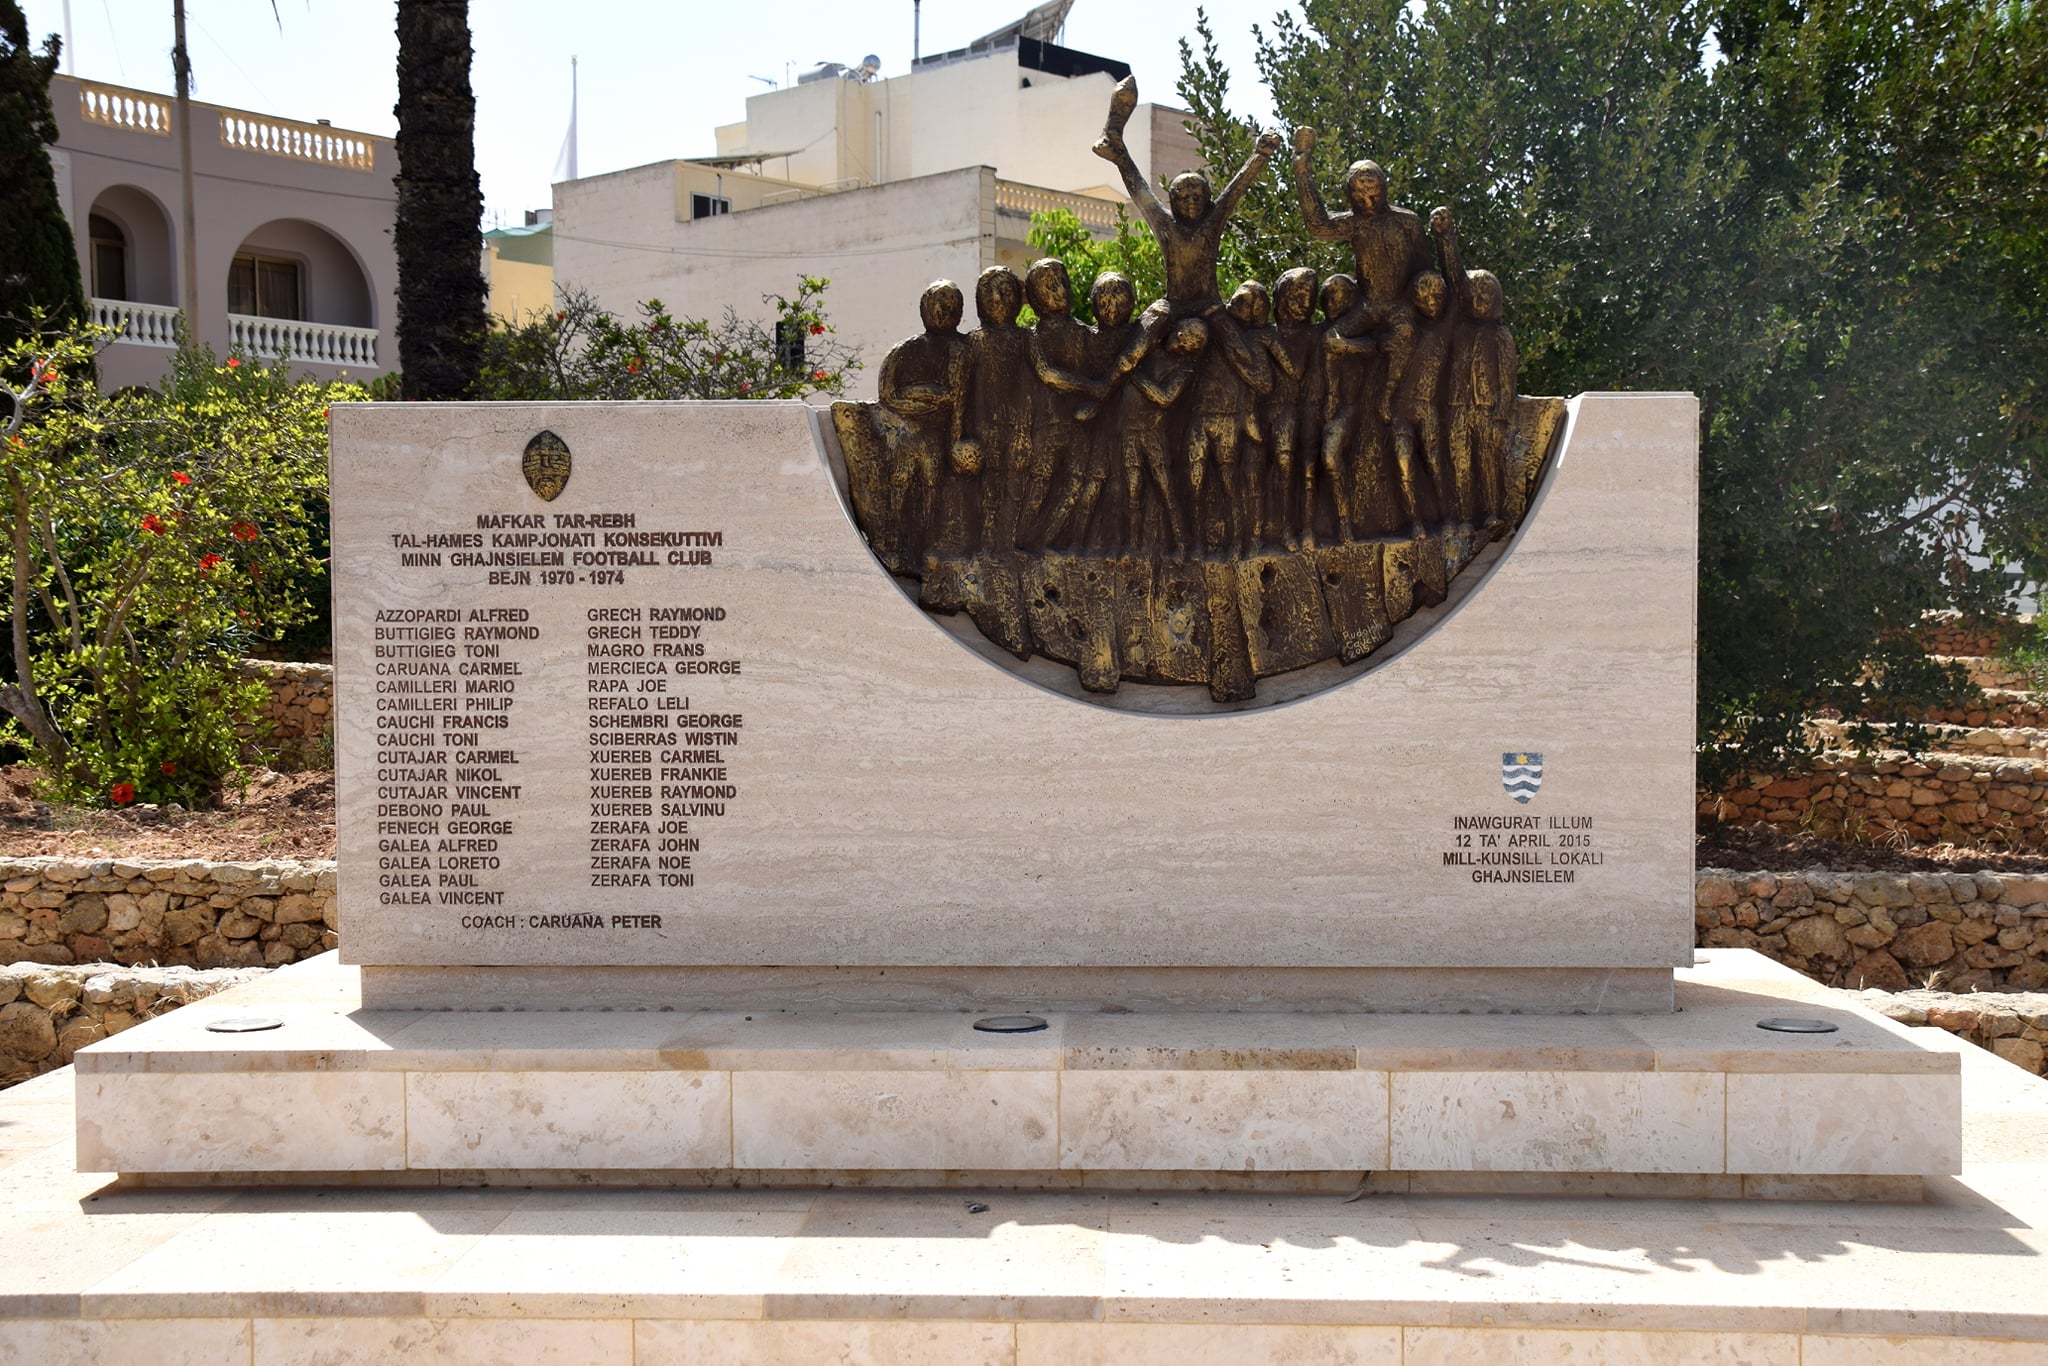 MAFKAR TAR-REBH
TAL-HAMES KAMPJONATI KONSEKUTTIVI
MINN GHAJNSIELEM FOOTBALL CLUB
BEJN 1970 - 1974
AZZOPARDI ALFRED
BUTTIGIEG RAYMOND
BUTTIGIEG TONI
CARUANA CARMEL
CAMILLERI MARIO
CAMILLERI PHILIP
CAUCHI FRANCIS
CAUCHI TONI
CUTAJAR CARMEL
CUTAJAR NIKOL
CUTAJAR VINCENT
DEBONO PAUL
FENECH GEORGE
GALEA ALFRED
GALEA LORETO
GALEA PAUL
GALEA VINCENT
GRECH RAYMOND
GRECH TEDDY
MAGRO FRANS
MERCIECA GEORGE
RAPA JOE
REFALO LELI
SCHEMBRI GEORGE
SCIBERRAS WISTIN
XUEREB CARMEL
XUEREB FRANKIE
XUEREB RAYMOND
XUEREB SALVINU
ZERAFA JOE
ZERAFA JOHN
ZERAFA NOE
ZERAFA TONI
COACH : CARUANA PETER
2015
INAWGURAT ILLUM
12 TA' APRIL 2015
MILL-KUNSILL LOKALI
GHAJNSIELEM